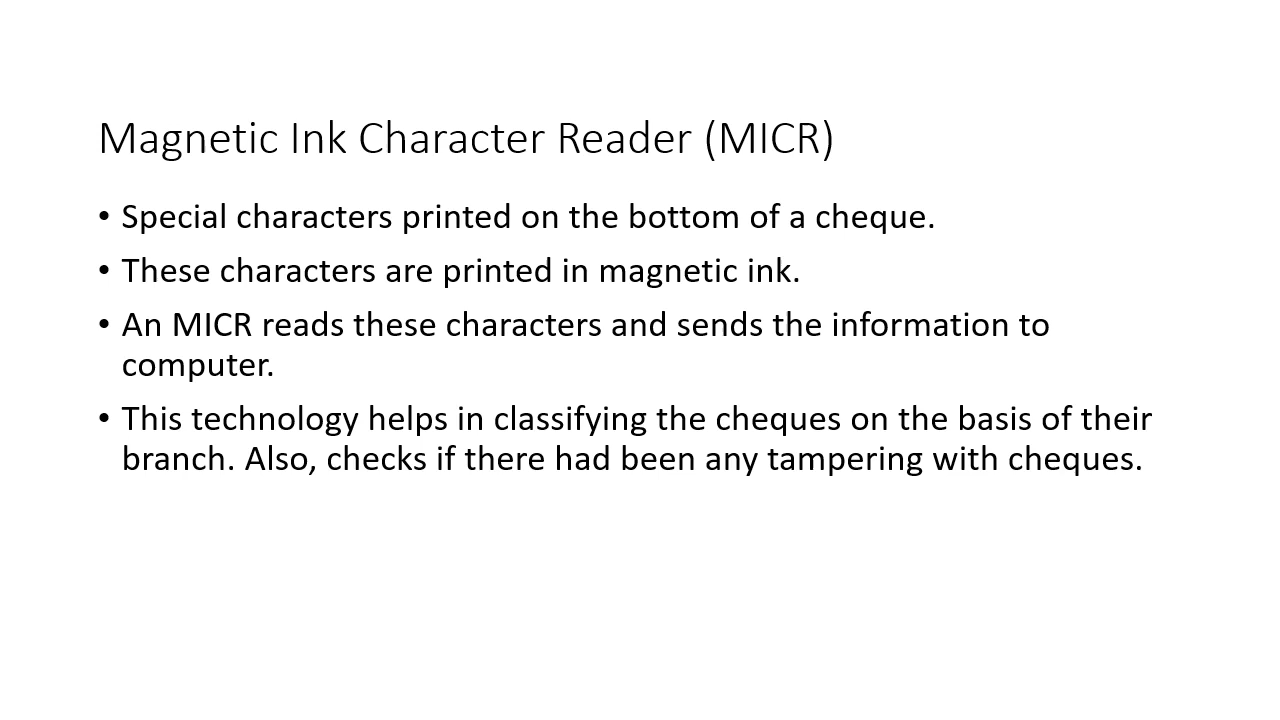 Magnetic Ink Character Reader (MICR)
• Special characters printed on the bottom of a cheque.
• These characters are printed in magnetic ink.
• An MICR reads these characters and sends the information to
computer.
• This technology helps in classifying the cheques on the basis of their
branch. Also, checks if there had been any tampering with cheques.